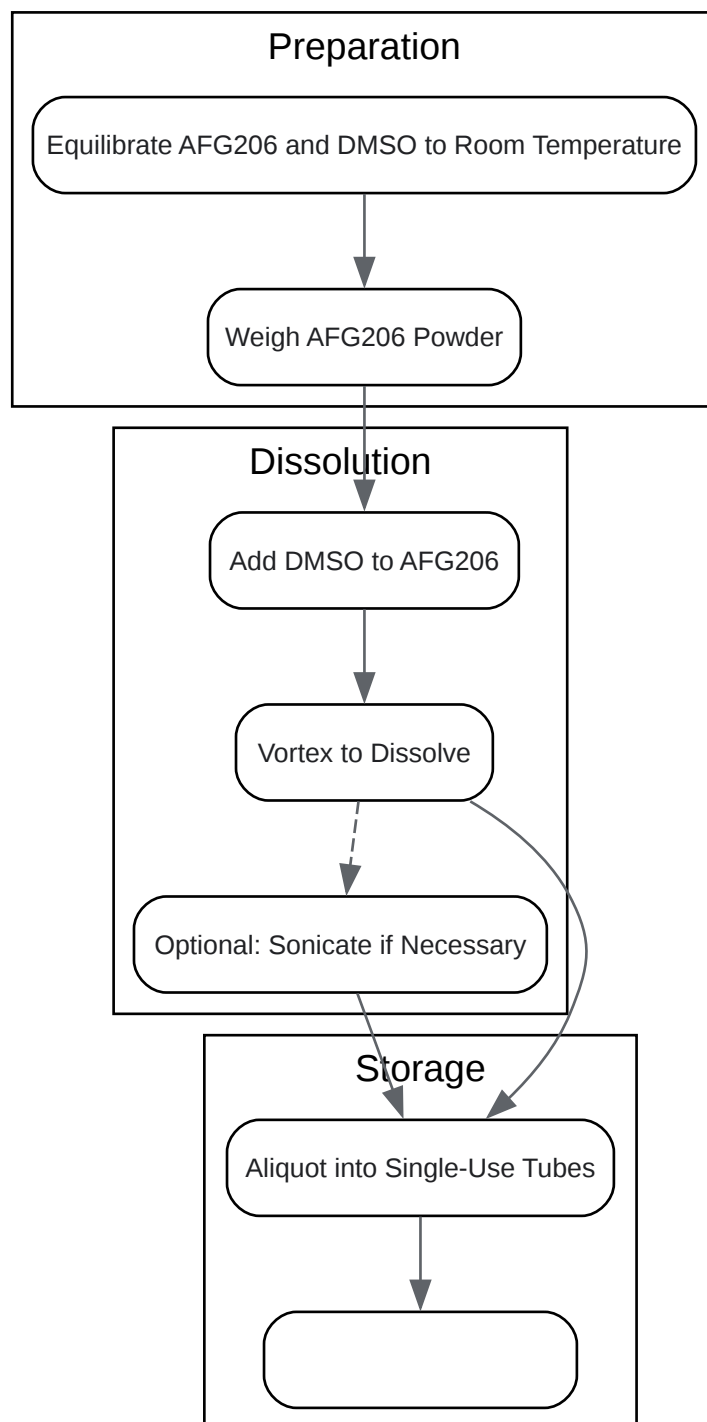 Preparation
Equilibrate AFG206 and DMSO to Room Temperature
Weigh AFG206 Powder
Dissolution
Add DMSO to AFG206
Vortex to Dissolve
Optional: Sonicate if Necessary
Storage
Aliquot into Single-Use Tubes